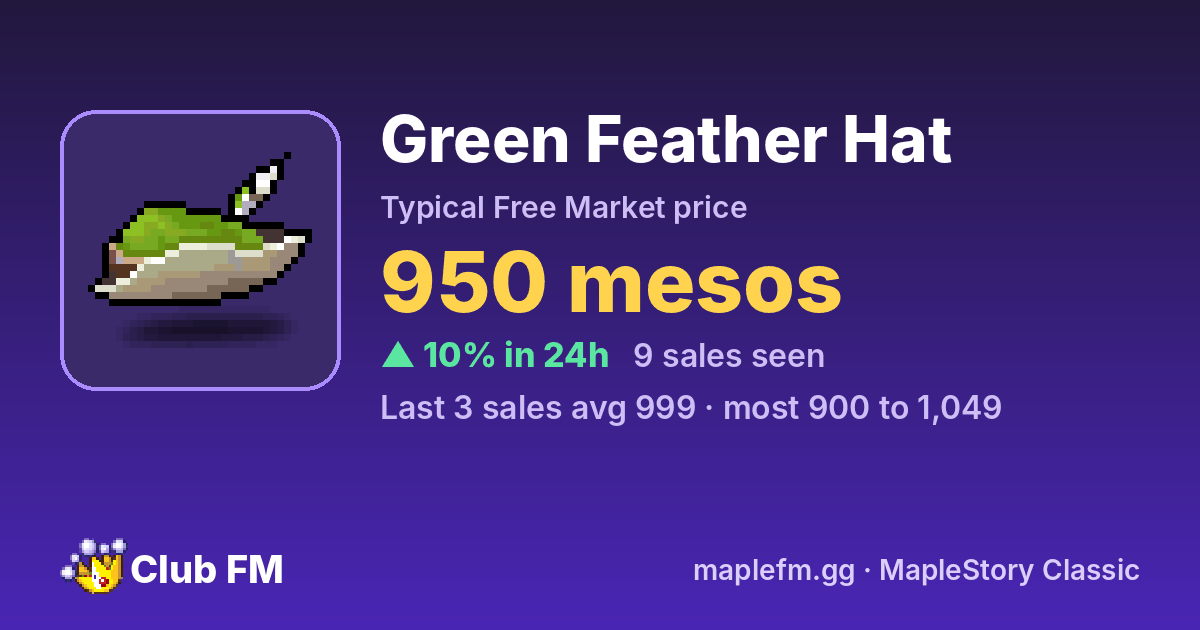 Green Feather Hat
Typical Free Market price
950 mesos
▲ 10% in 24h 9 sales seen
Last 3 sales avg 999 · most 900 to 1,049
Club FM
maplefm.gg · MapleStory Classic